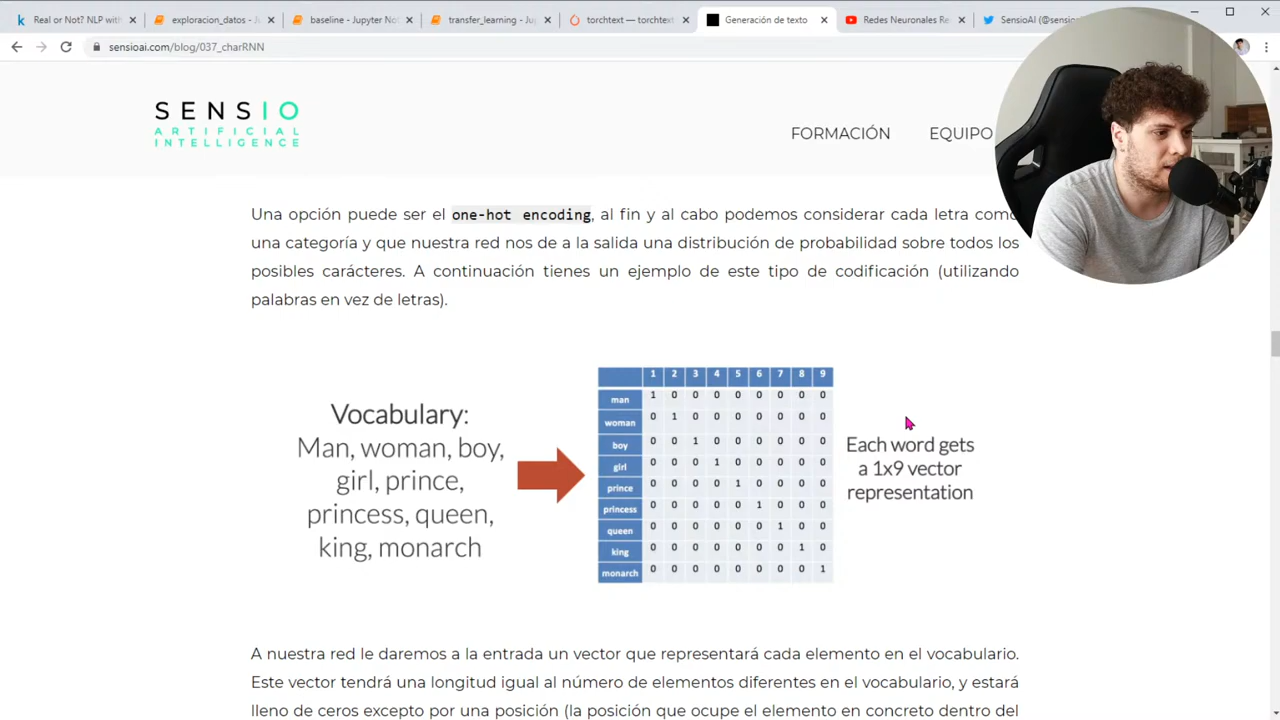 Real or Not? NLP with
exploracion_datos - Ju
baseline - Jupyter Not
transfer_learning - Ju
torchtext — torchtext
Generación de texto
Redes Neuronales Re
SensioAI (@sensio
sensioai.com/blog/037_charRNN
SENSIO
ARTIFICIAL
INTELLIGENCE
FORMACIÓN EQUIPO
Una opción puede ser el one-hot encoding, al fin y al cabo podemos considerar cada letra como
una categoría y que nuestra red nos de a la salida una distribución de probabilidad sobre todos los
posibles carácteres. A continuación tienes un ejemplo de este tipo de codificación (utilizando
palabras en vez de letras).
Vocabulary:
Man, woman, boy,
girl, prince,
princess, queen,
king, monarch
1 2 3 4 5 6 7 8 9
man 1 0 0 0 0 0 0 0 0
woman 0 1 0 0 0 0 0 0 0
boy 0 0 1 0 0 0 0 0 0
girl 0 0 0 1 0 0 0 0 0
prince 0 0 0 0 1 0 0 0 0
princess 0 0 0 0 0 1 0 0 0
queen 0 0 0 0 0 0 1 0 0
king 0 0 0 0 0 0 0 1 0
monarch 0 0 0 0 0 0 0 0 1
Each word gets
a 1x9 vector
representation
A nuestra red le daremos a la entrada un vector que representará cada elemento en el vocabulario.
Este vector tendrá una longitud igual al número de elementos diferentes en el vocabulario, y estará
lleno de ceros excepto por una posición (la posición que ocupe el elemento en concreto dentro del